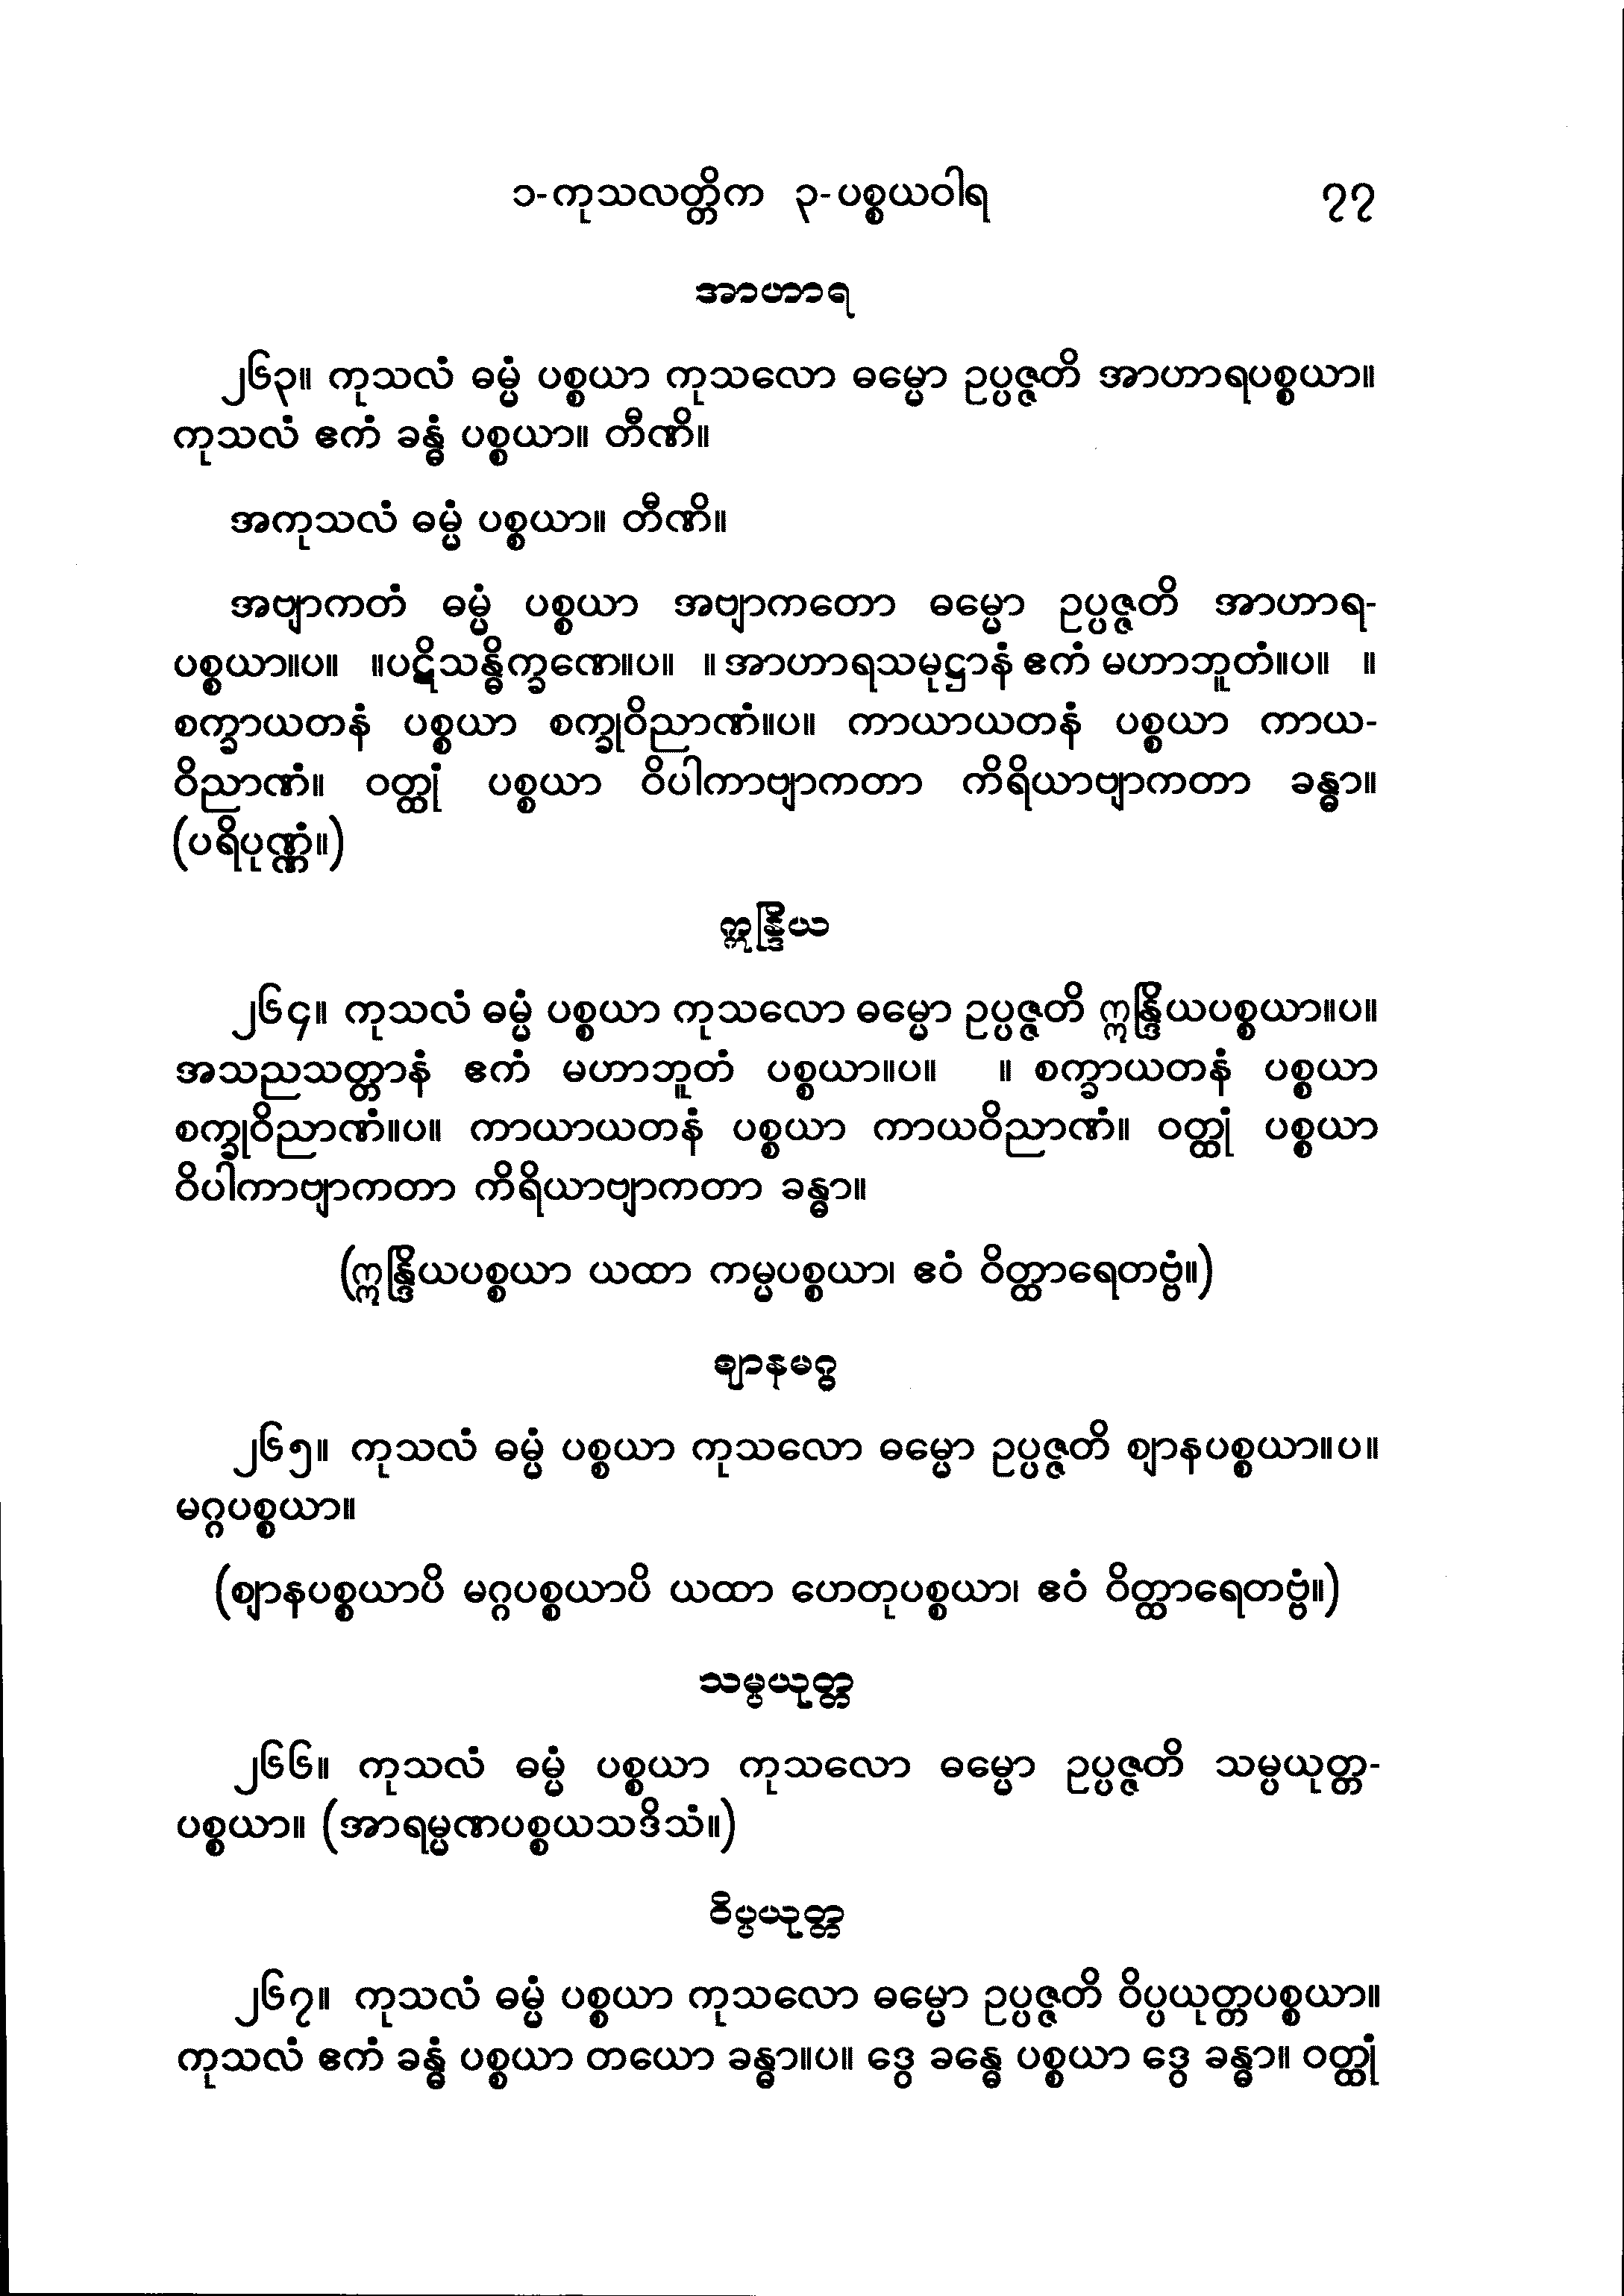 ၁-ကုသလတ္တိက ၃-ပစ္စယဝါရ ၇၇
အာဟာရ
၂၆၃။ ကုသလံ ဓမ္မံ ပစ္စယာ ကုသလော ဓမ္မော ဥပ္ပဇ္ဇတိ အာဟာရပစ္စယာ။
ကုသလံ ဧကံ ခန္ဓံ ပစ္စယာ။ တီဏိ။
အကုသလံ ဓမ္မံ ပစ္စယာ။ တီဏိ။
အဗျာကတံ ဓမ္မံ ပစ္စယာ အဗျာကတော ဓမ္မော ဥပ္ပဇ္ဇတိ အာဟာရ-
ပစ္စယာ။ပ။ ။ပဋိသန္ဓိက္ခဏေ။ပ။ ။အာဟာရသမုဋ္ဌာနံ ဧကံ မဟာဘူတံ။ပ။ ။
စက္ခာယတနံ ပစ္စယာ စက္ခုဝိညာဏံ။ပ။ ကာယာယတနံ ပစ္စယာ ကာယ-
ဝိညာဏံ။ ဝတ္ထုံ ပစ္စယာ ဝိပါကာဗျာကတာ ကိရိယာဗျာကတာ ခန္ဓာ။
(ပရိပုဏ္ဏံ။)
ဣန္ဒြိယ
၂၆၄။ ကုသလံ ဓမ္မံ ပစ္စယာ ကုသလော ဓမ္မော ဥပ္ပဇ္ဇတိ ဣန္ဒြိယပစ္စယာ။ပ။
အသညသတ္တာနံ ဧကံ မဟာဘူတံ ပစ္စယာ။ပ။ ။ စက္ခာယတနံ ပစ္စယာ
စက္ခုဝိညာဏံ။ပ။ ကာယာယတနံ ပစ္စယာ ကာယဝိညာဏံ။ ဝတ္ထုံ ပစ္စယာ
ဝိပါကာဗျာကတာ ကိရိယာဗျာကတာ ခန္ဓာ။
(ဣန္ဒြိယပစ္စယာ ယထာ ကမ္မပစ္စယာ၊ ဧဝံ ဝိတ္ထာရေတဗ္ဗံ။)
ဈာနမဂ္ဂ
၂၆၅။ ကုသလံ ဓမ္မံ ပစ္စယာ ကုသလော ဓမ္မော ဥပ္ပဇ္ဇတိ ဈာနပစ္စယာ။ပ။
မဂ္ဂပစ္စယာ။
(ဈာနပစ္စယာပိ မဂ္ဂပစ္စယာပိ ယထာ ဟေတုပစ္စယာ၊ ဧဝံ ဝိတ္ထာရေတဗ္ဗံ။)
သမ္ပယုတ္တ
၂၆၆။ ကုသလံ ဓမ္မံ ပစ္စယာ ကုသလော ဓမ္မော ဥပ္ပဇ္ဇတိ သမ္ပယုတ္တ-
ပစ္စယာ။ (အာရမ္မဏပစ္စယသဒိသံ။)
ဝိပ္ပယုတ္တ
၂၆၇။ ကုသလံ ဓမ္မံ ပစ္စယာ ကုသလော ဓမ္မော ဥပ္ပဇ္ဇတိ ဝိပ္ပယုတ္တပစ္စယာ။
ကုသလံ ဧကံ ခန္ဓံ ပစ္စယာ တယော ခန္ဓာ။ပ။ ဒွေ ခန္ဓေ ပစ္စယာ ဒွေ ခန္ဓာ။ ဝတ္ထုံ